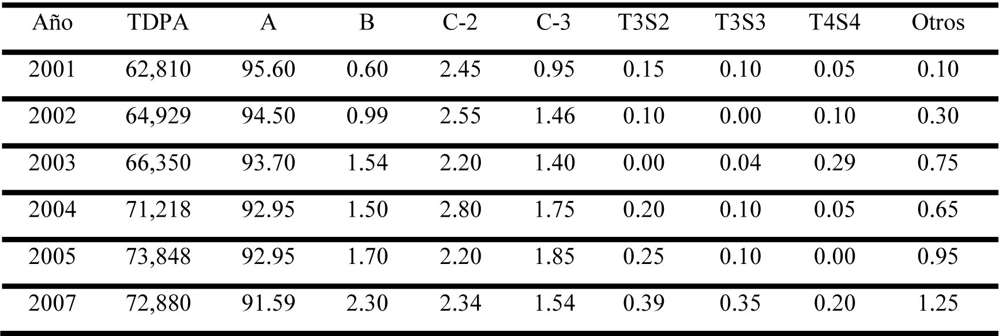 Año TDPA A B C-2 C-3 T3S2 T3S3 T4S4 Otros
2001 62,810 95.60 0.60 2.45 0.95 0.15 0.10 0.05 0.10
2002 64,929 94.50 0.99 2.55 1.46 0.10 0.00 0.10 0.30
2003 66,350 93.70 1.54 2.20 1.40 0.00 0.04 0.29 0.75
2004 71,218 92.95 1.50 2.80 1.75 0.20 0.10 0.05 0.65
2005 73,848 92.95 1.70 2.20 1.85 0.25 0.10 0.00 0.95
2007 72,880 91.59 2.30 2.34 1.54 0.39 0.35 0.20 1.25